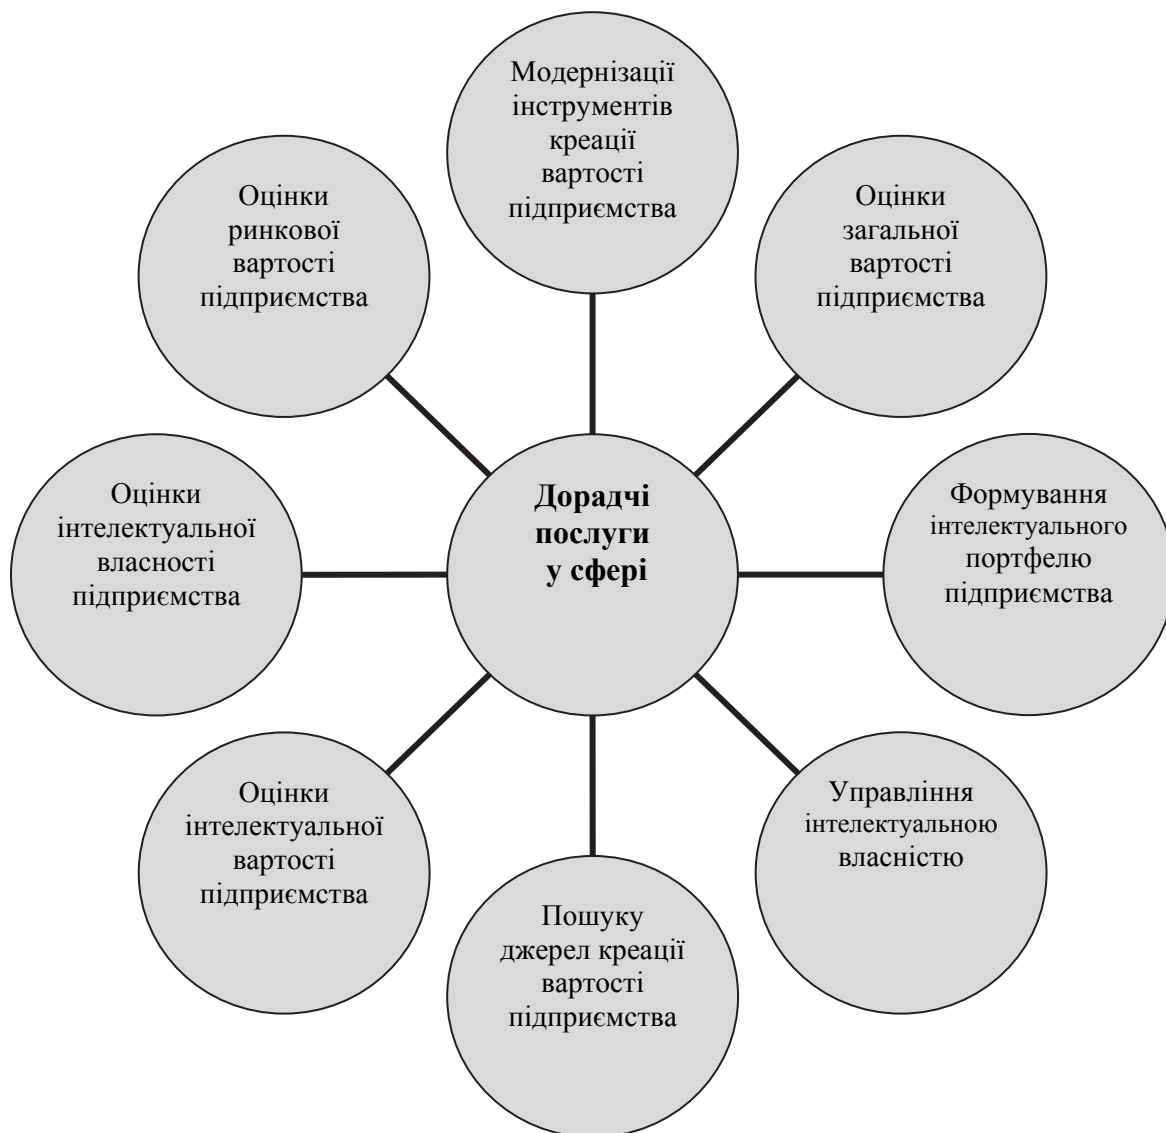 Модернізації
інструментів
креації
вартості
підприємства
Оцінки
ринкової
вартості
підприємства
Оцінки
загальної
вартості
підприємства
Оцінки
інтелектуальної
власності
підприємства
Дорадчі
послуги
у сфері
Формування
інтелектуального
портфелю
підприємства
Оцінки
інтелектуальної
вартості
підприємства
Управління
інтелектуальною
власністю
Пошуку
джерел креації
вартості
підприємства